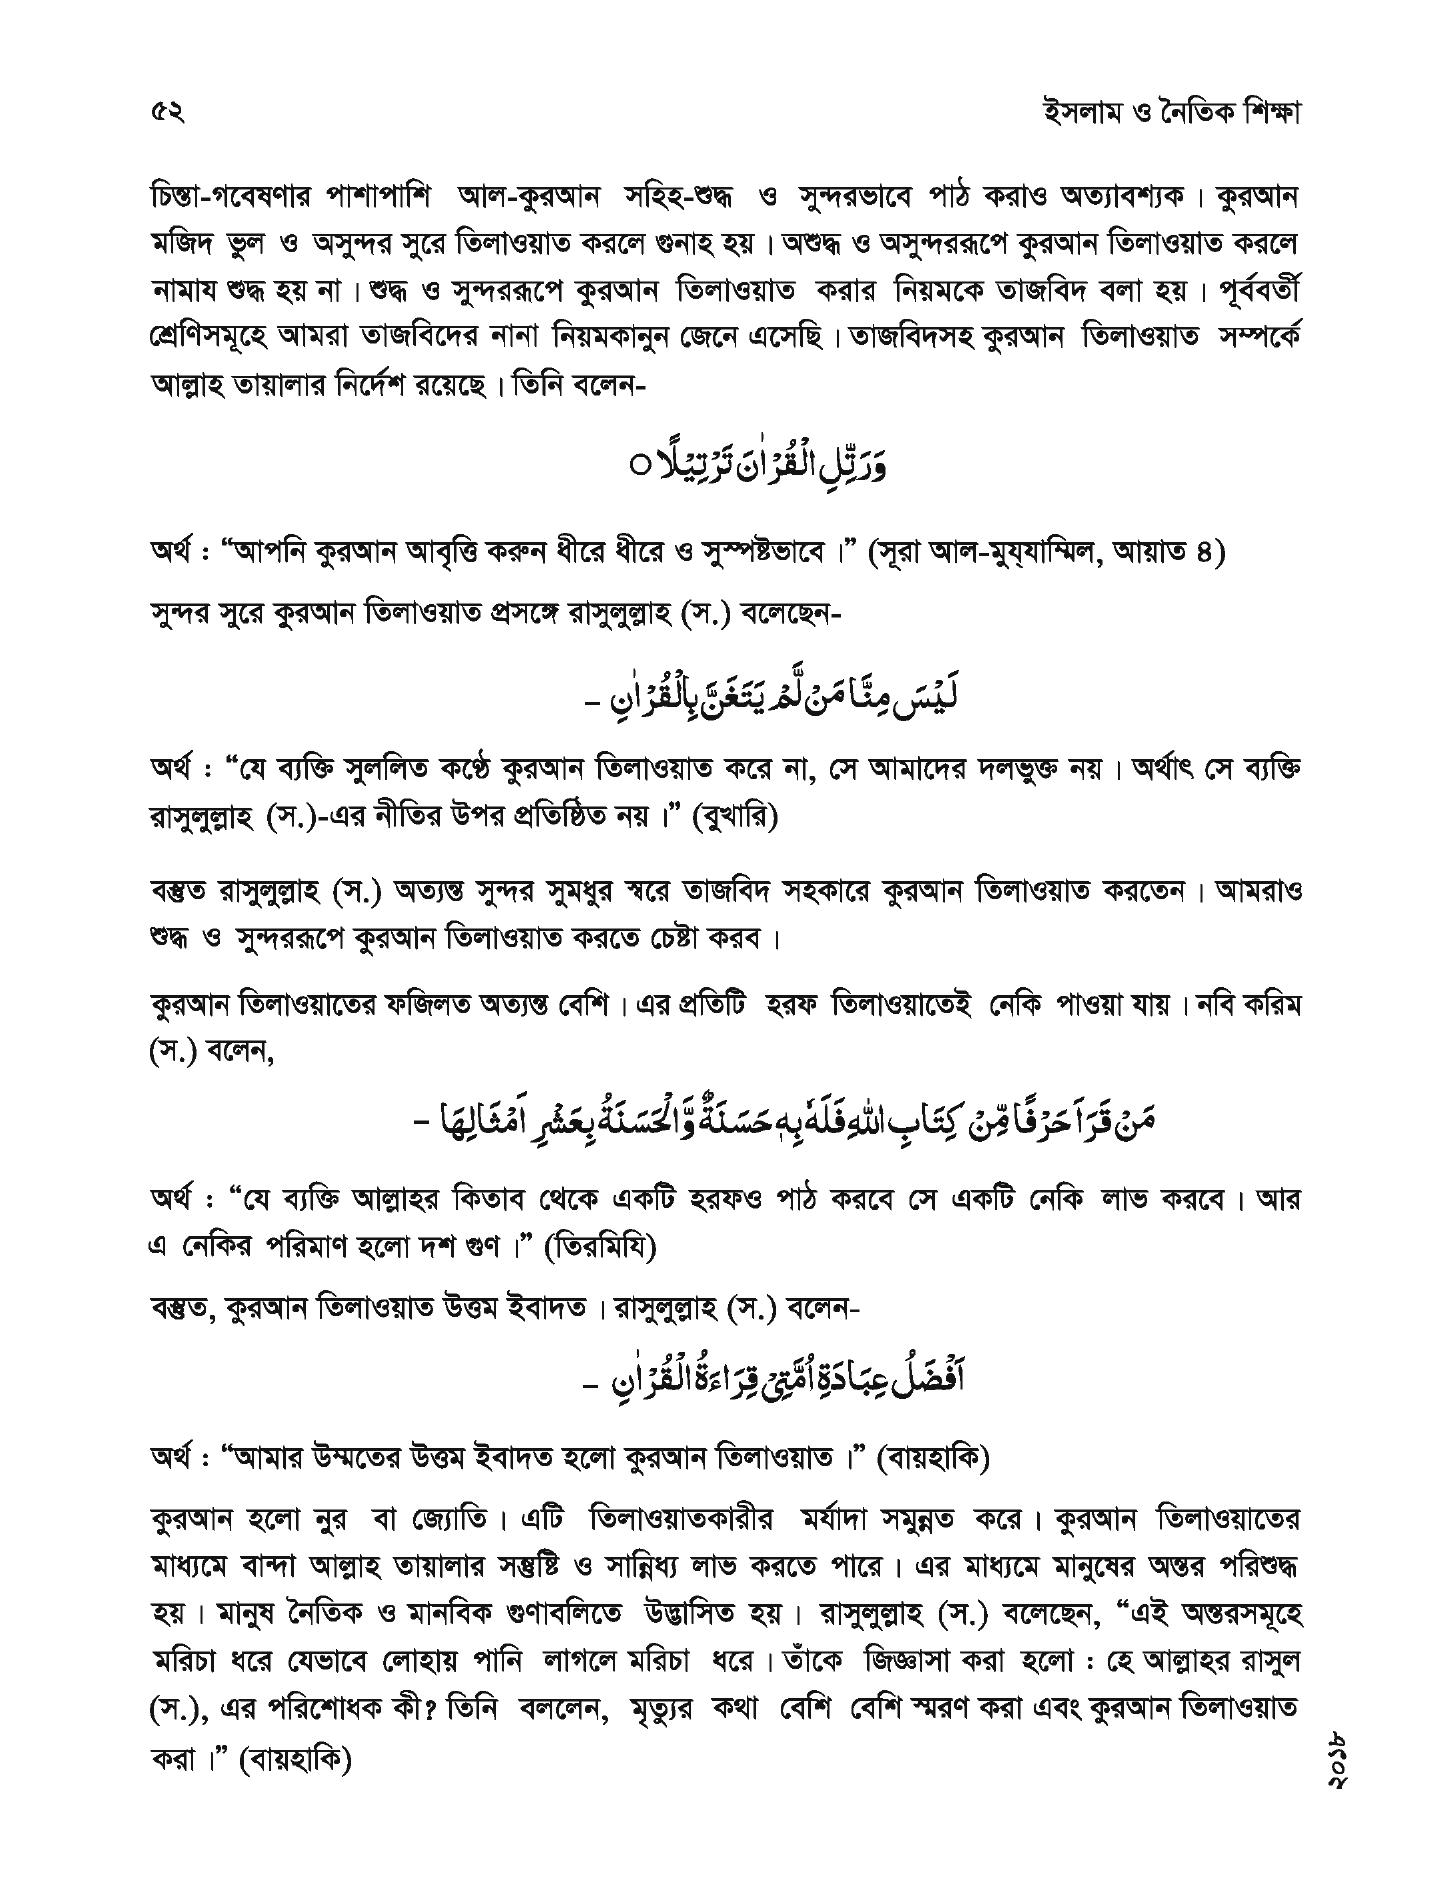 ৫২
ইসলাম ও নৈতিক শিক্ষা
চিন্তা-গবেষণার পাশাপাশি আল-কুরআন সহিহ-শুদ্ধ ও সুন্দরভাবে পাঠ করাও অত্যাবশ্যক। কুরআন
মজিদ ভুল ও অসুন্দর সুরে তিলাওয়াত করলে গুনাহ হয়। অশুদ্ধ ও অসুন্দররূপে কুরআন তিলাওয়াত করলে
নামায শুদ্ধ হয় না। শুদ্ধ ও সুন্দররূপে কুরআন তিলাওয়াত করার নিয়মকে তাজবিদ বলা হয়। পূর্ববর্তী
শ্রেণিসমূহে আমরা তাজবিদের নানা নিয়মকানুন জেনে এসেছি। তাজবিদসহ কুরআন তিলাওয়াত সম্পর্কে
আল্লাহ তায়ালার নির্দেশ রয়েছে। তিনি বলেন-
وَرَتِّلِ الْقُرْاٰنَ تَرْتِيْلًا ○
অর্থ : “আপনি কুরআন আবৃত্তি করুন ধীরে ধীরে ও সুস্পষ্টভাবে।” (সূরা আল-মুয্‌যাম্মিল, আয়াত ৪)
সুন্দর সুরে কুরআন তিলাওয়াত প্রসঙ্গে রাসুলুল্লাহ (স.) বলেছেন-
لَيْسَ مِنَّا مَنْ لَّمْ يَتَغَنَّ بِالْقُرْاٰنِ –
অর্থ : “যে ব্যক্তি সুললিত কণ্ঠে কুরআন তিলাওয়াত করে না, সে আমাদের দলভুক্ত নয়। অর্থাৎ সে ব্যক্তি
রাসুলুল্লাহ (স.)-এর নীতির উপর প্রতিষ্ঠিত নয়।” (বুখারি)
বস্তুত রাসুলুল্লাহ (স.) অত্যন্ত সুন্দর সুমধুর স্বরে তাজবিদ সহকারে কুরআন তিলাওয়াত করতেন। আমরাও
শুদ্ধ ও সুন্দররূপে কুরআন তিলাওয়াত করতে চেষ্টা করব।
কুরআন তিলাওয়াতের ফজিলত অত্যন্ত বেশি। এর প্রতিটি হরফ তিলাওয়াতেই নেকি পাওয়া যায়। নবি করিম
(স.) বলেন,
مَنْ قَرَاَ حَرْفًا مِّنْ كِتَابِ اللّٰهِ فَلَهٗ بِهٖ حَسَنَةٌ وَّالْحَسَنَةُ بِعَشْرِ اَمْثَالِهَا –
অর্থ : “যে ব্যক্তি আল্লাহর কিতাব থেকে একটি হরফও পাঠ করবে সে একটি নেকি লাভ করবে। আর
এ নেকির পরিমাণ হলো দশ গুণ।” (তিরমিযি)
বস্তুত, কুরআন তিলাওয়াত উত্তম ইবাদত। রাসুলুল্লাহ (স.) বলেন-
اَفْضَلُ عِبَادَةِ اُمَّتِيْ قِرَاءَةُ الْقُرْاٰنِ –
অর্থ : “আমার উম্মতের উত্তম ইবাদত হলো কুরআন তিলাওয়াত।” (বায়হাকি)
কুরআন হলো নুর বা জ্যোতি। এটি তিলাওয়াতকারীর মর্যাদা সমুন্নত করে। কুরআন তিলাওয়াতের
মাধ্যমে বান্দা আল্লাহ তায়ালার সন্তুষ্টি ও সান্নিধ্য লাভ করতে পারে। এর মাধ্যমে মানুষের অন্তর পরিশুদ্ধ
হয়। মানুষ নৈতিক ও মানবিক গুণাবলিতে উদ্ভাসিত হয়। রাসুলুল্লাহ (স.) বলেছেন, “এই অন্তরসমূহে
মরিচা ধরে যেভাবে লোহায় পানি লাগলে মরিচা ধরে। তাঁকে জিজ্ঞাসা করা হলো : হে আল্লাহর রাসুল
(স.), এর পরিশোধক কী? তিনি বললেন, মৃত্যুর কথা বেশি বেশি স্মরণ করা এবং কুরআন তিলাওয়াত
করা।” (বায়হাকি)
২০১৮